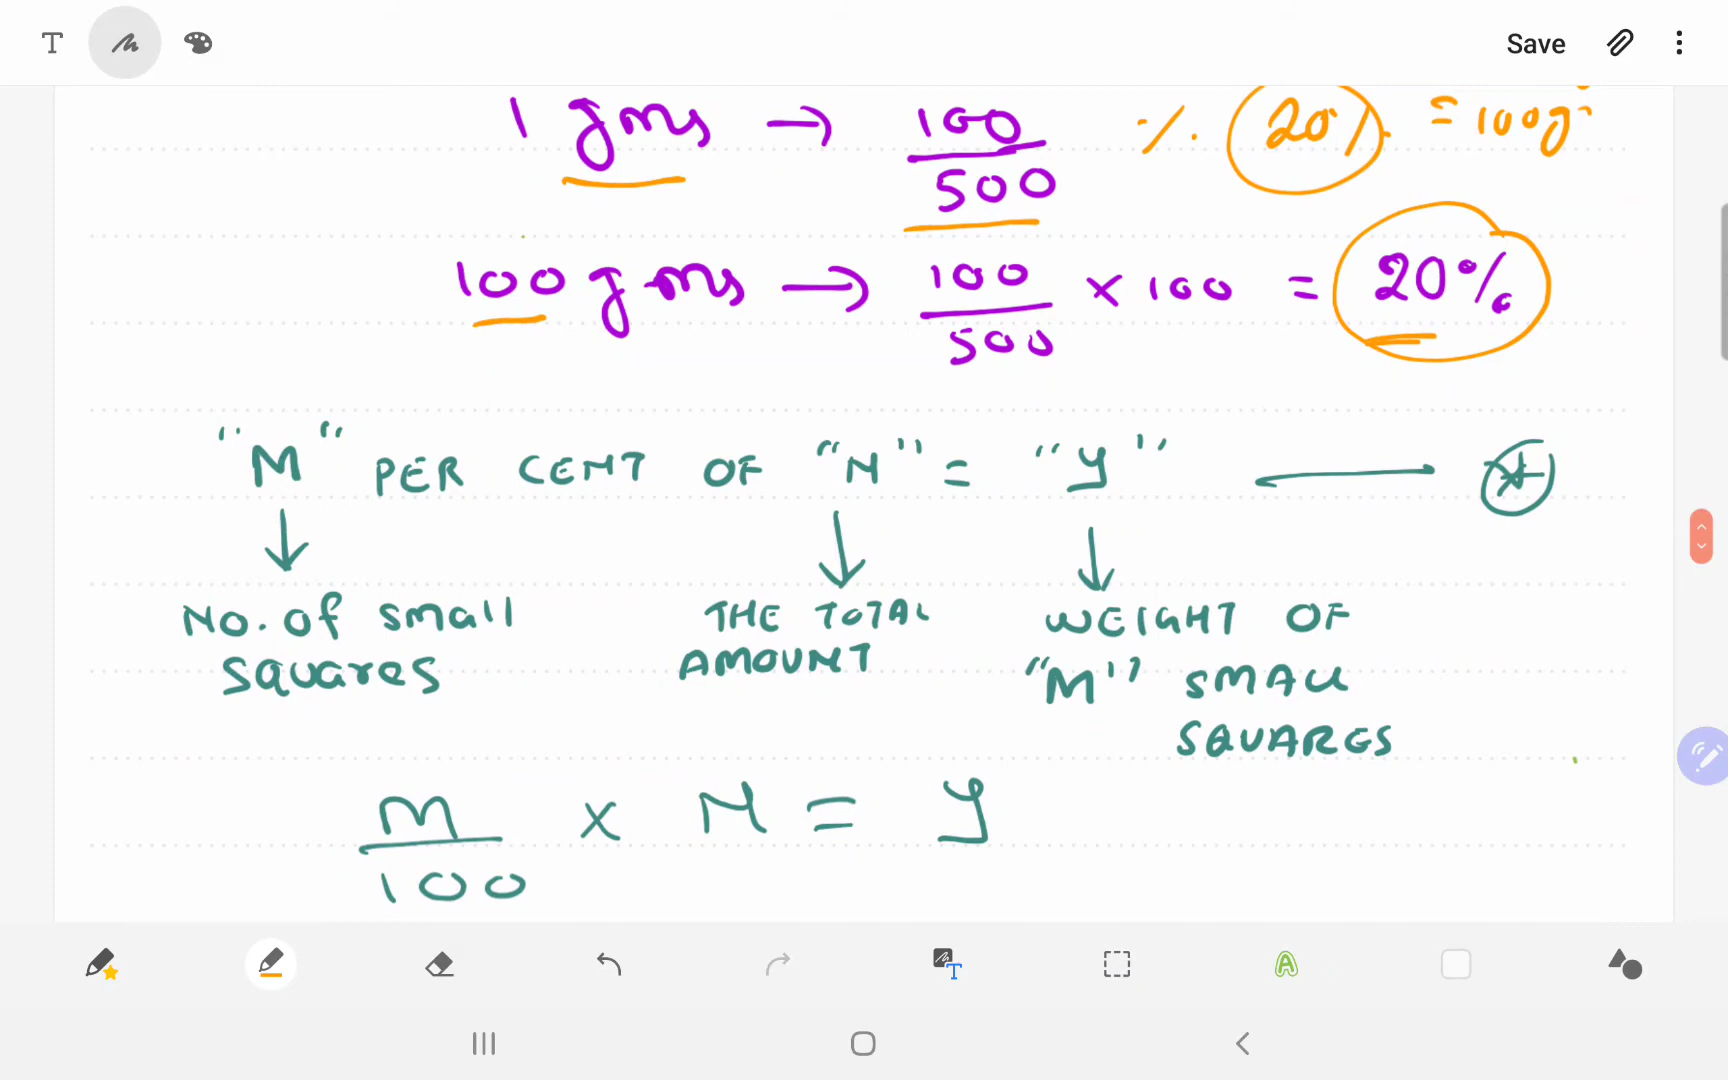 T Save
1 gms → 100/500 % 20% = 100g
100 gms → 100/500 × 100 = 20%
"M" PER CENT OF "N" = "Y"
↓ ↓ ↓
No. of small THE TOTAL WEIGHT OF
squares AMOUNT "M" SMALL
SQUARES
M/100 × N = Y
T A